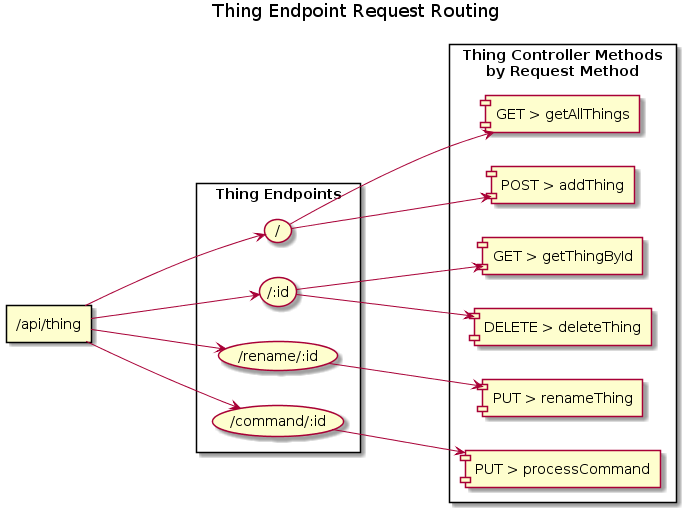 Thing Endpoint Request Routing
Thing Controller Methods
by Request Method
GET > getAllThings
POST > addThing
Thing Endpoints
/
GET > getThingById
/:id
/api/thing
DELETE > deleteThing
/rename/:id
PUT > renameThing
/command/:id
PUT > processCommand